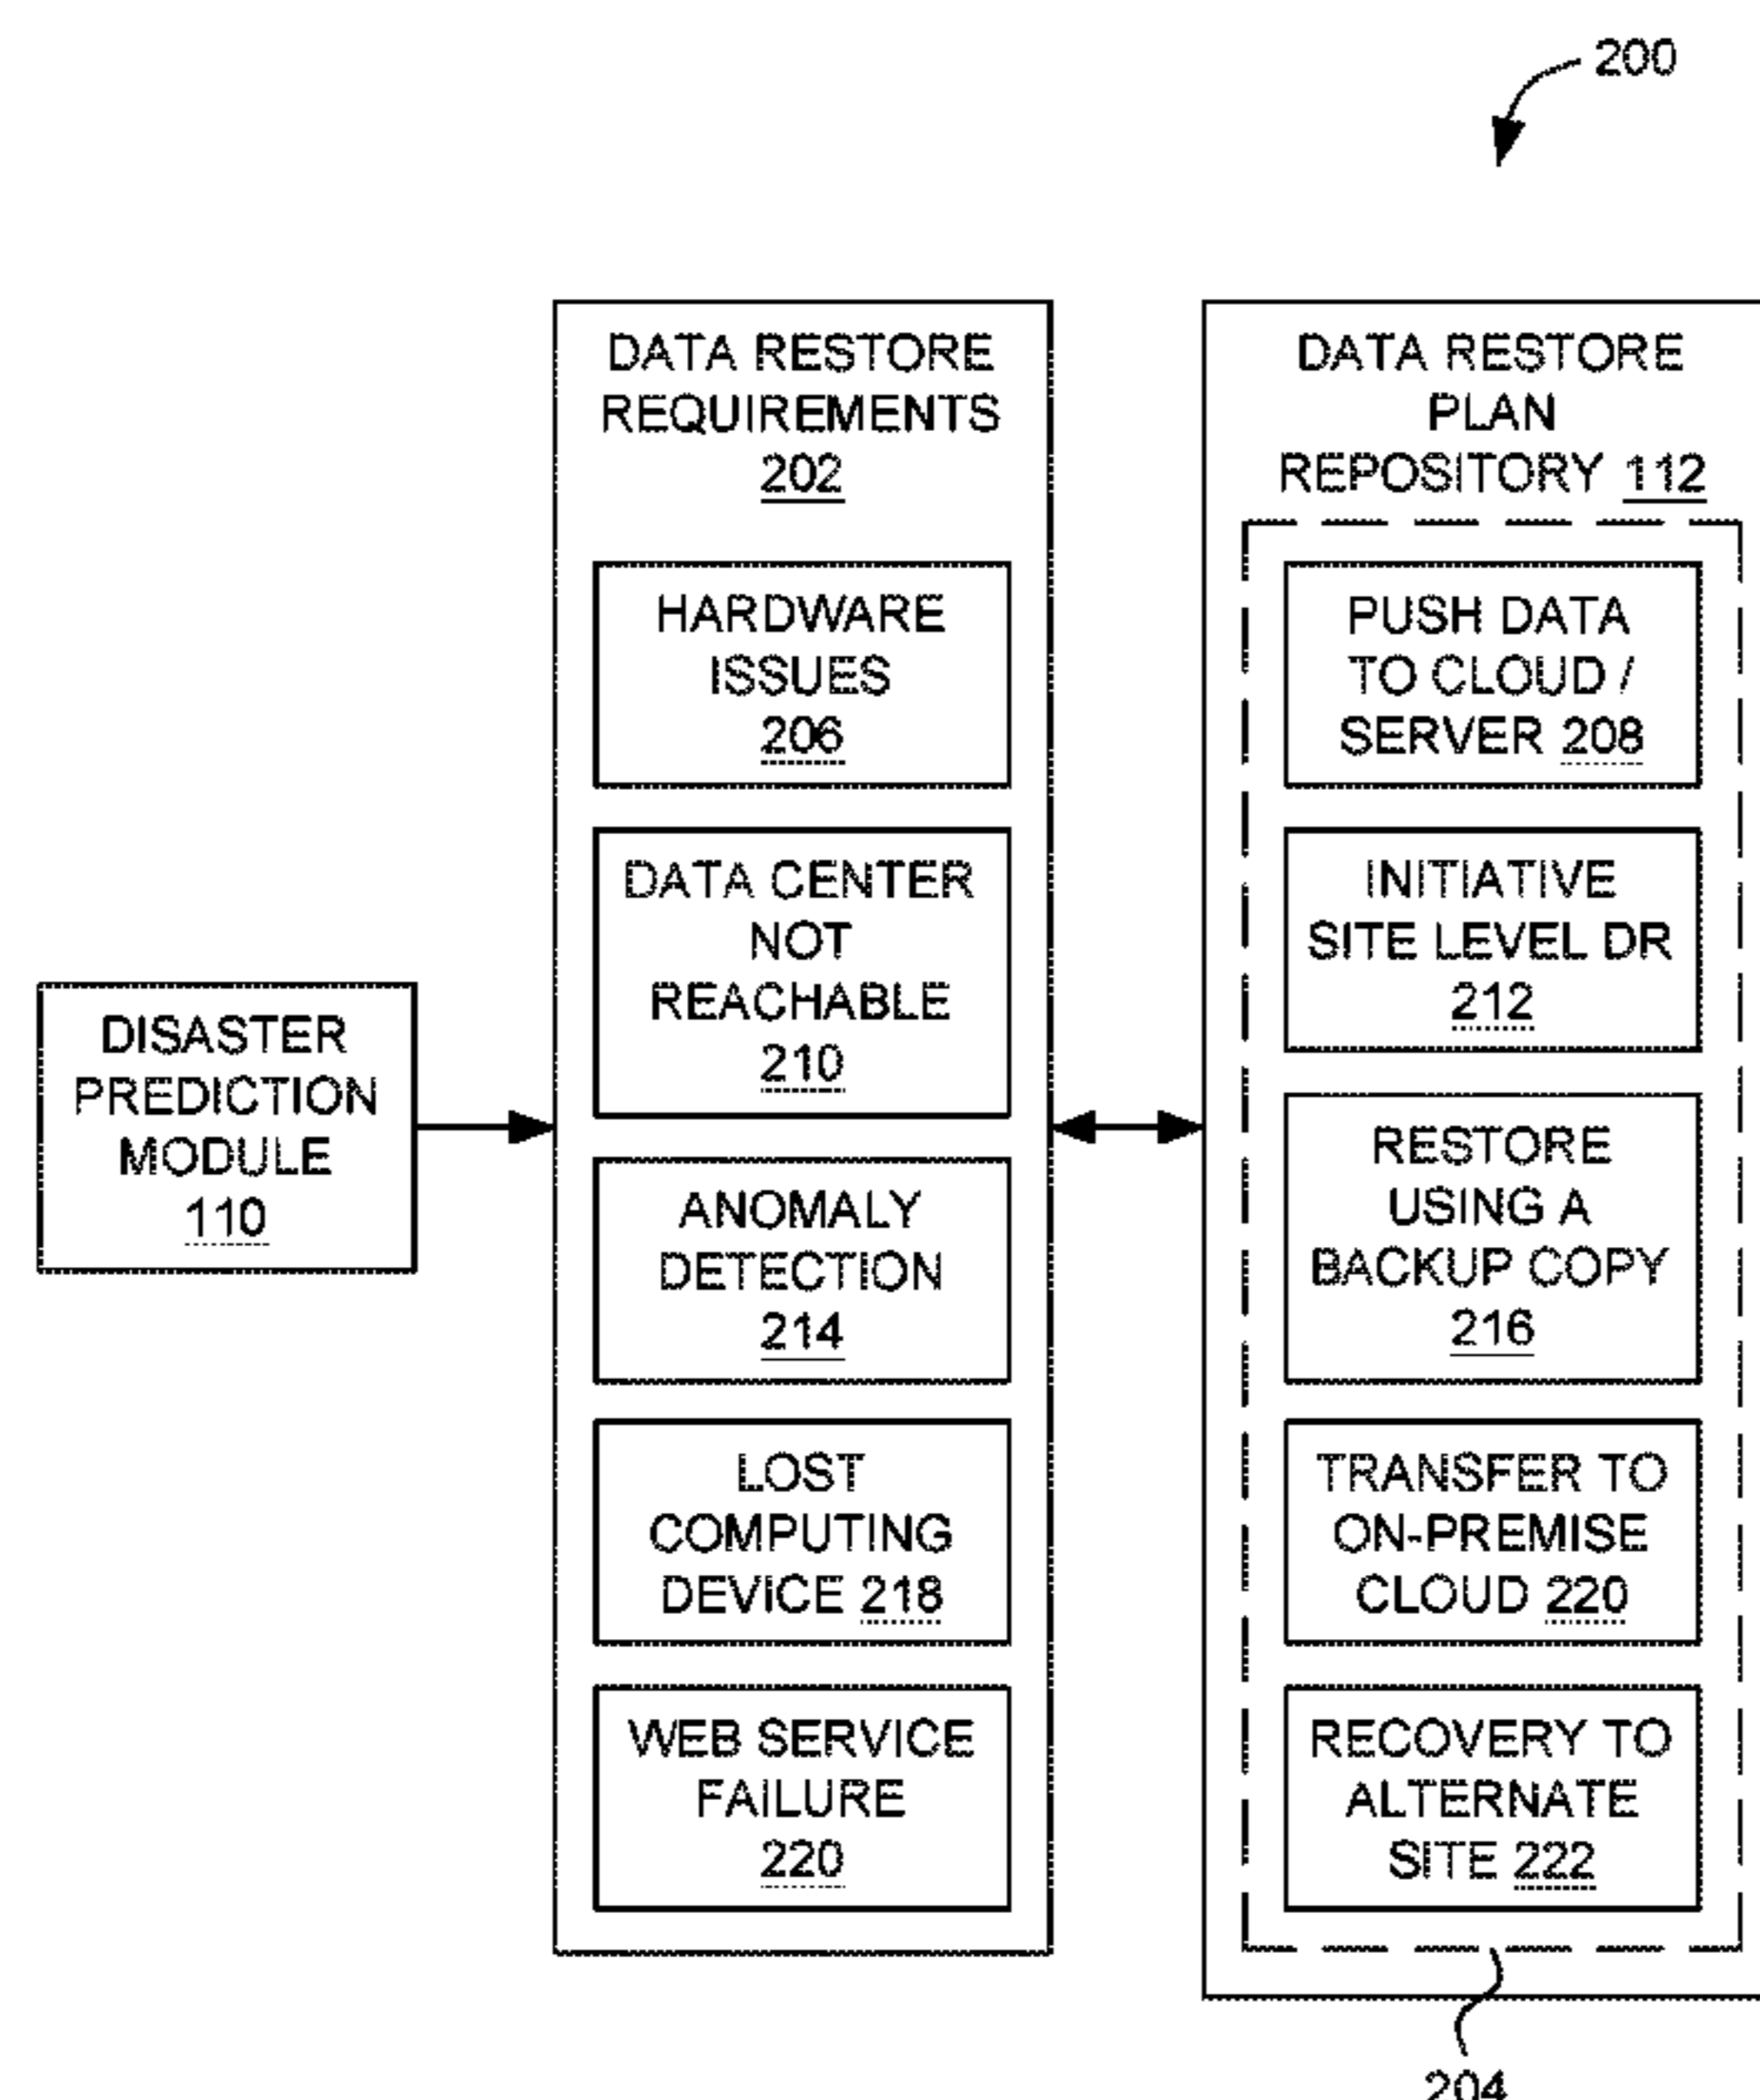 200
DATA RESTORE
REQUIREMENTS
202
HARDWARE
ISSUES
206
DATA CENTER
NOT
REACHABLE
210
ANOMALY
DETECTION
214
LOST
COMPUTING
DEVICE 218
WEB SERVICE
FAILURE
220
DISASTER
PREDICTION
MODULE
110
DATA RESTORE
PLAN
REPOSITORY 112
PUSH DATA
TO CLOUD /
SERVER 208
INITIATIVE
SITE LEVEL DR
212
RESTORE
USING A
BACKUP COPY
216
TRANSFER TO
ON-PREMISE
CLOUD 220
RECOVERY TO
ALTERNATE
SITE 222
204